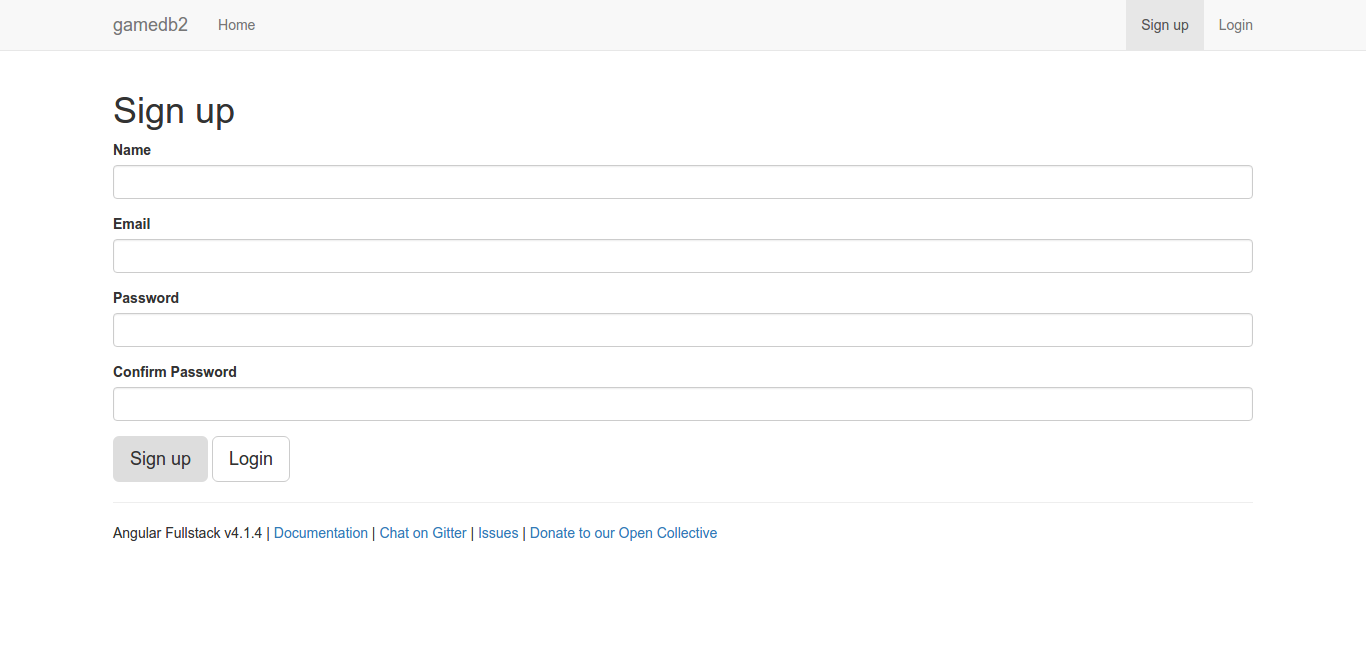 gamedb2 Home Sign up Login
Sign up
Name
Email
Password
Confirm Password
Sign up Login
Angular Fullstack v4.1.4 | Documentation | Chat on Gitter | Issues | Donate to our Open Collective